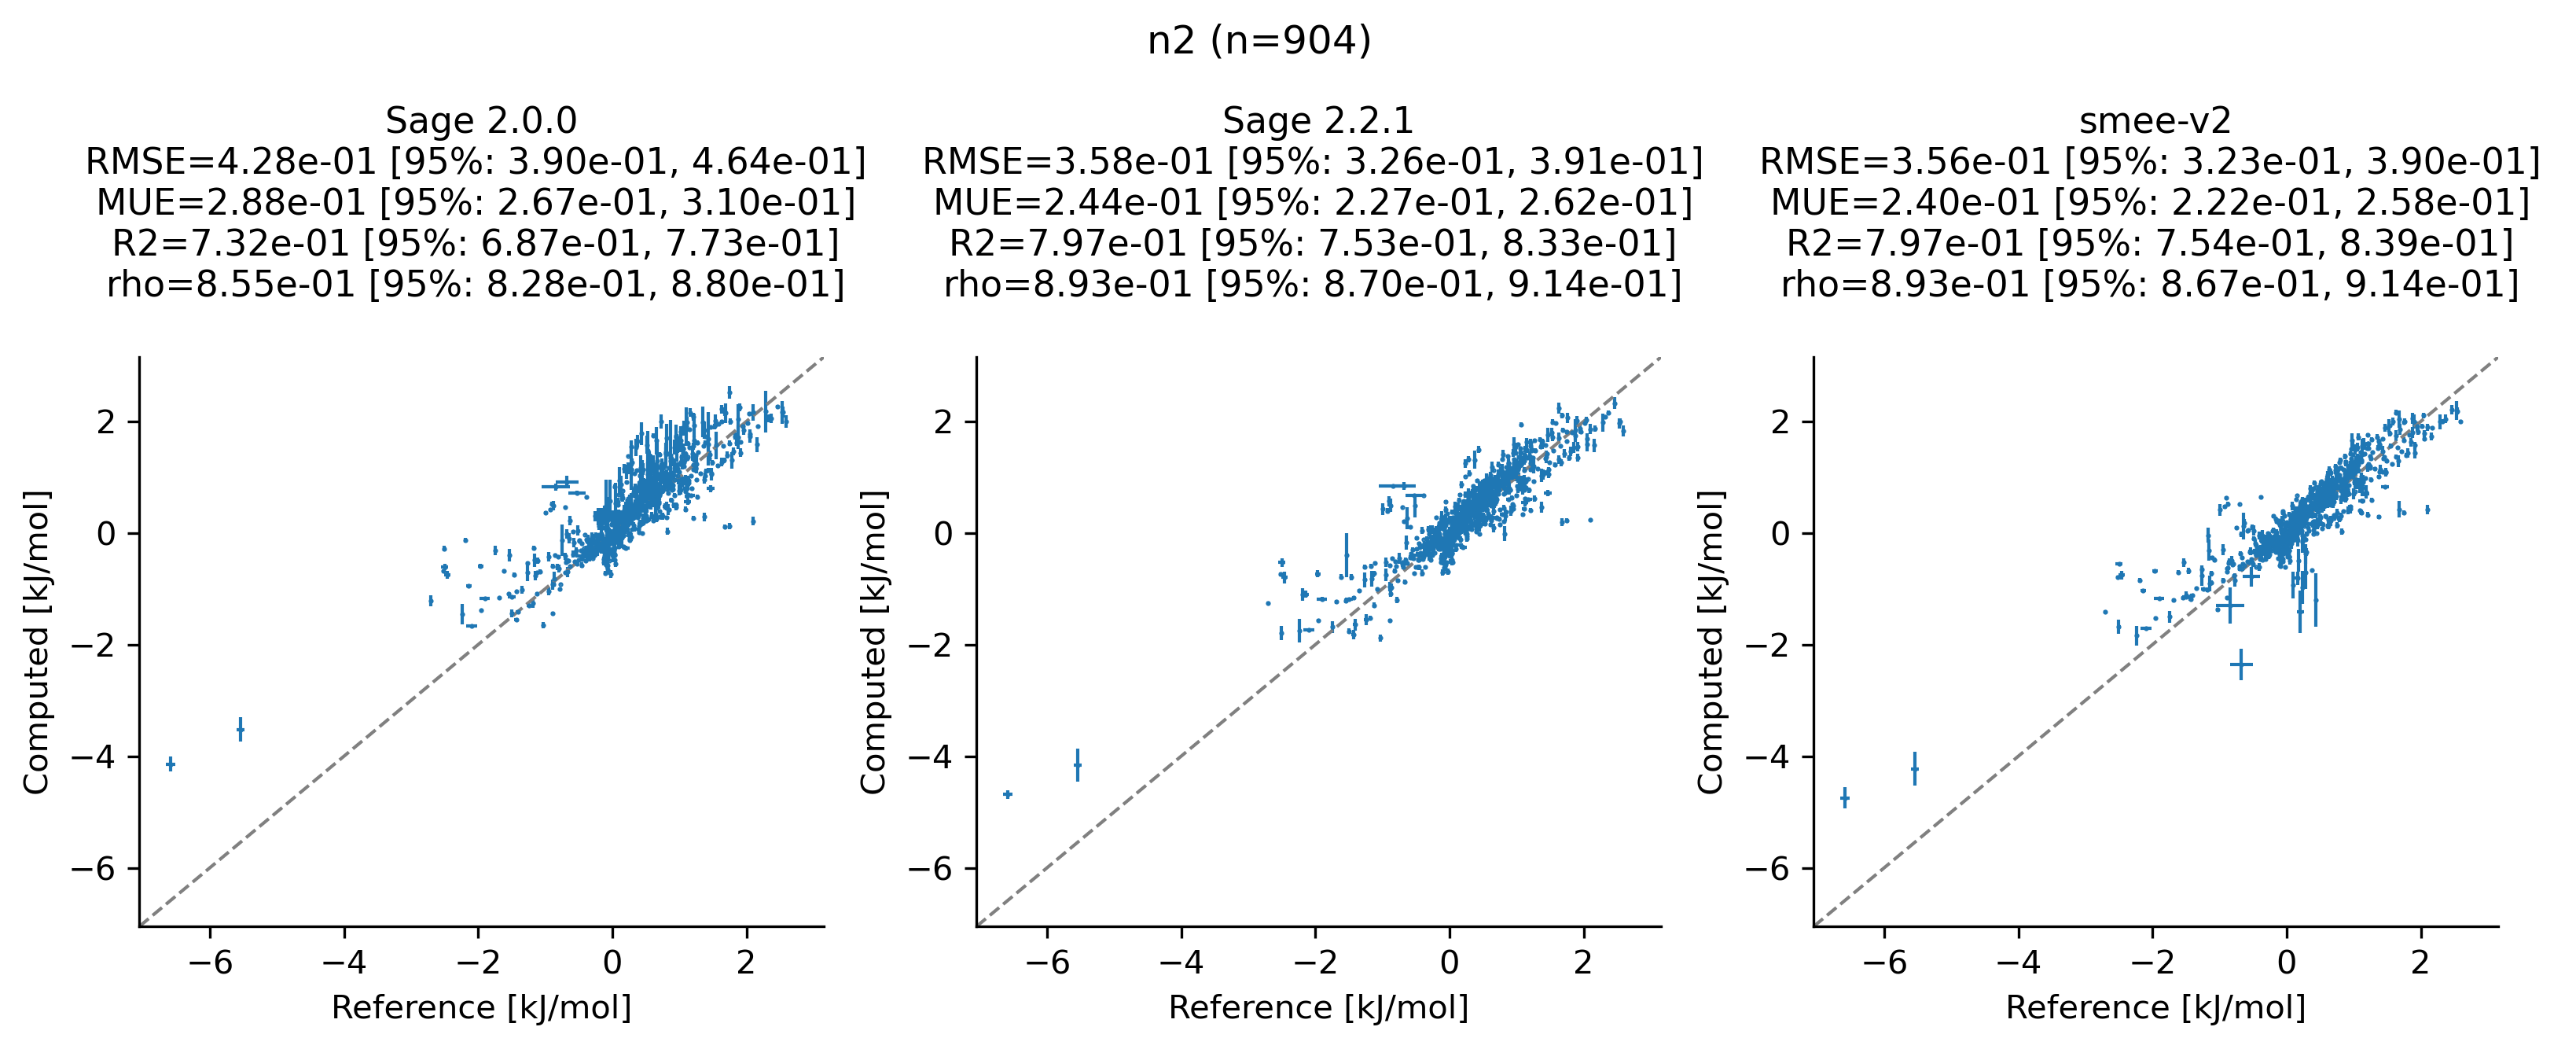 n2 (n=904)
Sage 2.0.0
RMSE=4.28e-01 [95%: 3.90e-01, 4.64e-01]
MUE=2.88e-01 [95%: 2.67e-01, 3.10e-01]
R2=7.32e-01 [95%: 6.87e-01, 7.73e-01]
rho=8.55e-01 [95%: 8.28e-01, 8.80e-01]
2
0
−2
−4
−6
Computed [kJ/mol]
−6 −4 −2 0 2
Reference [kJ/mol]
Sage 2.2.1
RMSE=3.58e-01 [95%: 3.26e-01, 3.91e-01]
MUE=2.44e-01 [95%: 2.27e-01, 2.62e-01]
R2=7.97e-01 [95%: 7.53e-01, 8.33e-01]
rho=8.93e-01 [95%: 8.70e-01, 9.14e-01]
2
0
−2
−4
−6
Computed [kJ/mol]
−6 −4 −2 0 2
Reference [kJ/mol]
smee-v2
RMSE=3.56e-01 [95%: 3.23e-01, 3.90e-01]
MUE=2.40e-01 [95%: 2.22e-01, 2.58e-01]
R2=7.97e-01 [95%: 7.54e-01, 8.39e-01]
rho=8.93e-01 [95%: 8.67e-01, 9.14e-01]
2
0
−2
−4
−6
Computed [kJ/mol]
−6 −4 −2 0 2
Reference [kJ/mol]